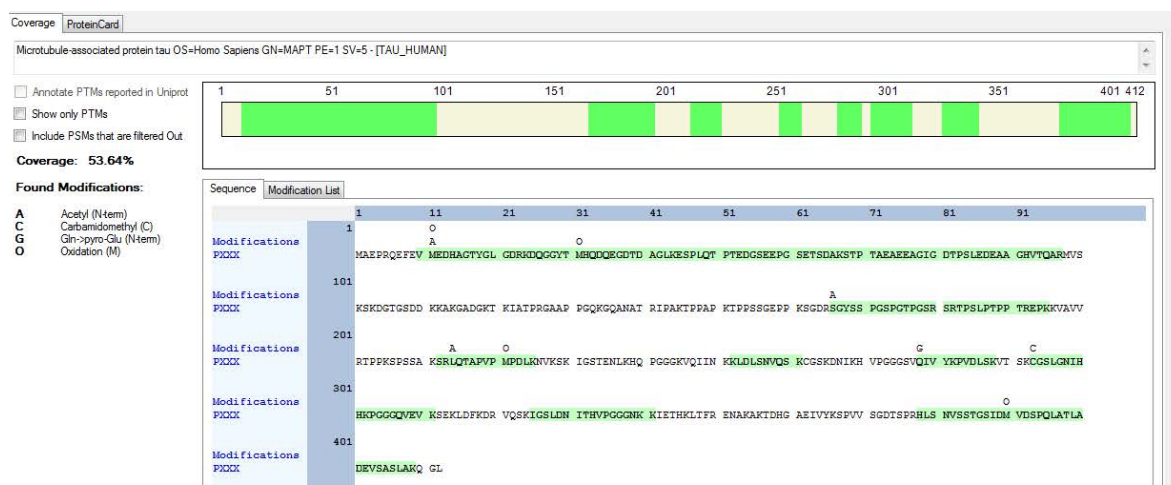 Coverage ProteinCard
Microtubule-associated protein tau OS=Homo Sapiens GN=MAPT PE=1 SV=5 - [TAU_HUMAN]
Annotate PTMs reported in Uniprot
Show only PTMs
Include PSMs that are filtered Out
Coverage: 53.64%
Found Modifications:
A Acetyl (N-term)
C Carbamidomethyl (C)
G Gln->pyro-Glu (N-term)
O Oxidation (M)
1 51 101 151 201 251 301 351 401 412
Sequence Modification List
1 11 21 31 41 51 61 71 81 91
1 O
Modifications A O
PXXX MAEPRQEFEV MEDHAGTYGL GDRKDQGGYT MHQDQEGDTD AGLKESPLQT PTEDGSEEPG SETSDAKSTP TAEAEEAGIG DTPSLEDEAA GHVTQARMVS
101
Modifications A
PXXX KSKDGTGSDD KKAKGADGKT KIATPRGAAP PGQKGQANAT RIPAKTPPAP KTPPSSGEPP KSGDRSGYSS PGSPGTPGSR SRTPSLPTPP TREPKKVAVV
201
Modifications A O G C
PXXX RTPPKSPSSA KSRLQTAPVP MPDLKNVKSK IGSTENLKHQ PGGGKVQIIN KKLDLSNVQS KCGSKDNIKH VPGGGSVQIV YKPVDLSKVT SKCGSLGNIH
301
Modifications O
PXXX HKPGGGQVEV KSEKLDFKDR VQSKIGSLDN ITHVPGGGNK KIETHKLTFR ENAKAKTDHG AEIVYKSPVV SGDTSPRHLS NVSSTGSIDM VDSPQLATLA
401
Modifications
PXXX DEVSASLAKQ GL